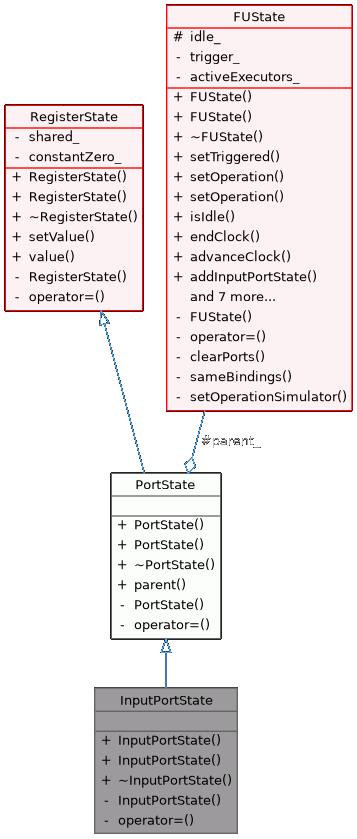 FUState
# idle_
- trigger_
- activeExecutors_
+ FUState()
+ FUState()
+ ~FUState()
+ setTriggered()
+ setOperation()
+ setOperation()
+ isIdle()
+ endClock()
+ advanceClock()
+ addInputPortState()
and 7 more...
- FUState()
- operator=()
- clearPorts()
- sameBindings()
- setOperationSimulator()
RegisterState
- shared_
- constantZero_
+ RegisterState()
+ RegisterState()
+ ~RegisterState()
+ setValue()
+ value()
- RegisterState()
- operator=()
#parent_
PortState
+ PortState()
+ PortState()
+ ~PortState()
+ parent()
- PortState()
- operator=()
InputPortState
+ InputPortState()
+ InputPortState()
+ ~InputPortState()
- InputPortState()
- operator=()